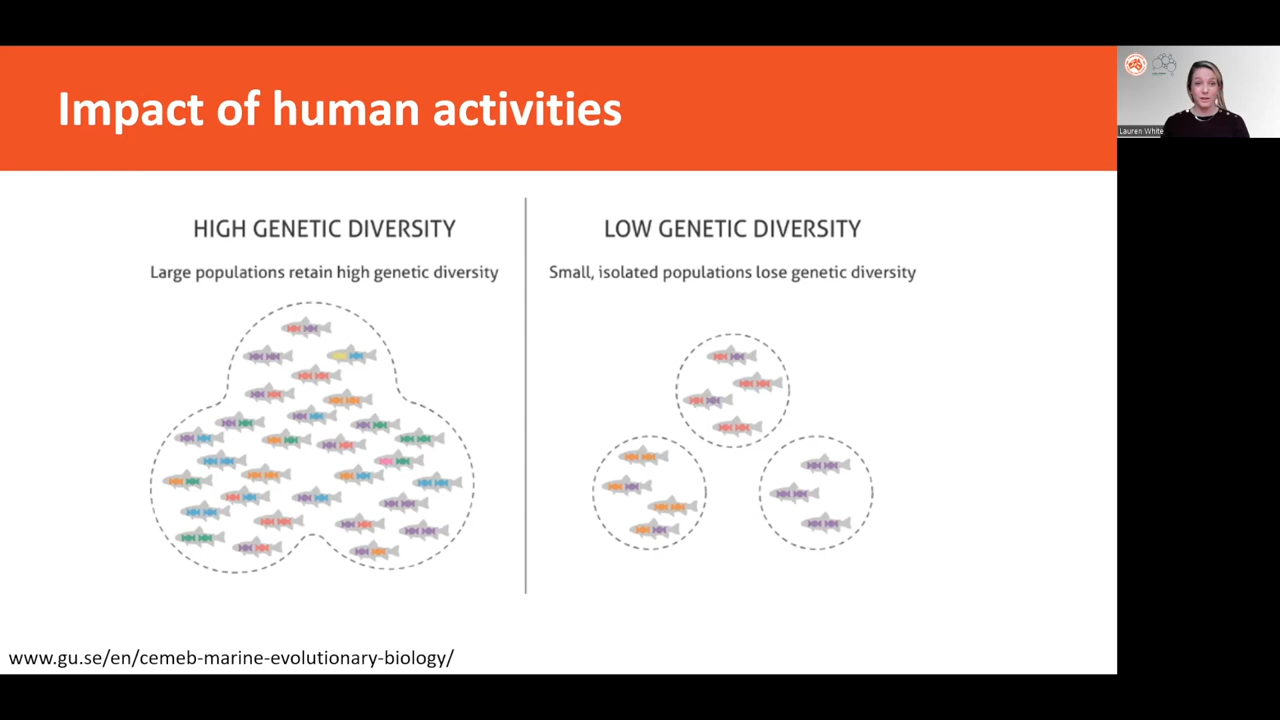 Impact of human activities
Lauren White
HIGH GENETIC DIVERSITY
Large populations retain high genetic diversity
LOW GENETIC DIVERSITY
Small, isolated populations lose genetic diversity
www.gu.se/en/cemeb-marine-evolutionary-biology/